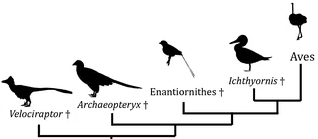 Velociraptor †
Archaeopteryx †
Enantiornithes †
Ichthyornis †
Aves